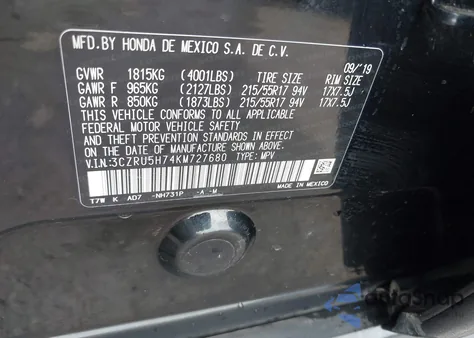 MFD.BY HONDA DE MEXICO S.A. DE C.V.
09/'19
GVWR 1815KG (4001LBS) TIRE SIZE RIM SIZE
GAWR F 965KG (2127LBS) 215/55R17 94V 17X7.5J
GAWR R 850KG (1873LBS) 215/55R17 94V 17X7.5J
THIS VEHICLE CONFORMS TO ALL APPLICABLE
FEDERAL MOTOR VEHICLE SAFETY AND
THEFT PREVENTION STANDARDS IN EFFECT
ON THE DATE OF MANUFACTURE SHOWN ABOVE.
V.I.N:3CZRU5H74KM727680 TYPE: MPV
T7W K AD7 -NH731P -A -M MADE IN MEXICO